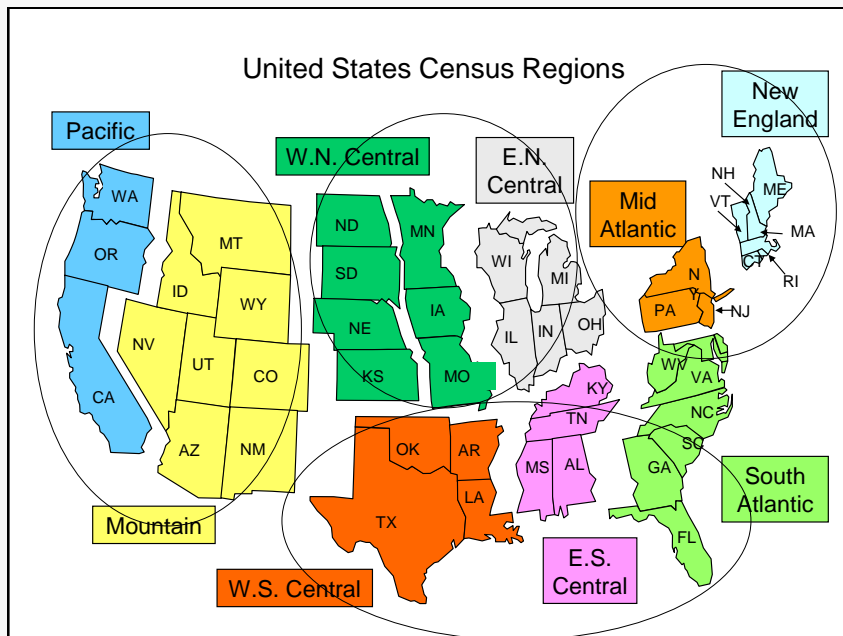 United States Census Regions
New
England
Pacific
W.N. Central
E.N.
Central
Mid
Atlantic
NH
ME
VT
MA
CT
RI
WA
OR
CA
MT
ID
WY
NV
UT
CO
AZ
NM
ND
MN
SD
IA
NE
KS
MO
WI
MI
IL
IN
OH
N
Y
PA
NJ
WV
VA
NC
SC
GA
FL
KY
TN
MS
AL
OK
AR
LA
TX
South
Atlantic
Mountain
W.S. Central
E.S.
Central